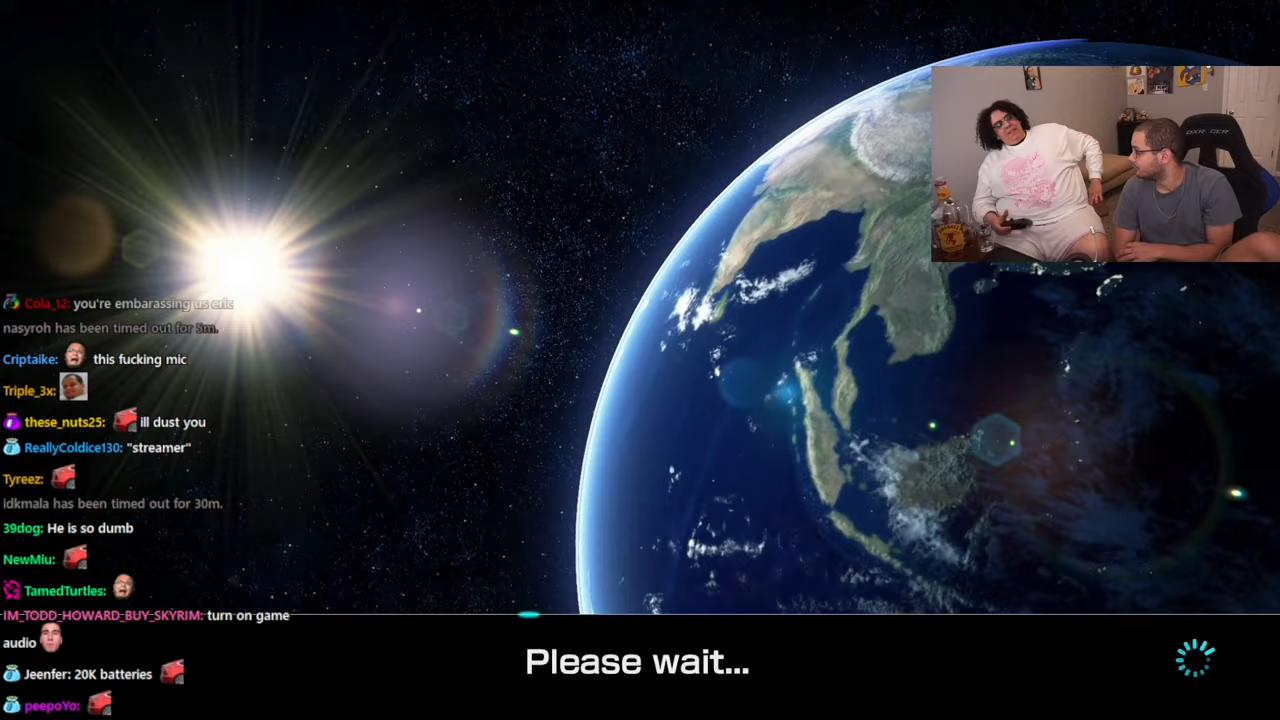 DXRACER
Cola_12: you're embarassing us eric
nasyroh has been timed out for 5m.
Criptaike: this fucking mic
Triple_3x:
these_nuts25: ill dust you
ReallyColdice130: "streamer"
Tyreez:
idkmala has been timed out for 30m.
39dog: He is so dumb
NewMiu:
TamedTurtles:
IM_TODD_HOWARD_BUY_SKYRIM: turn on game
audio
Jeenfer: 20K batteries
peepoYo:
Please wait...